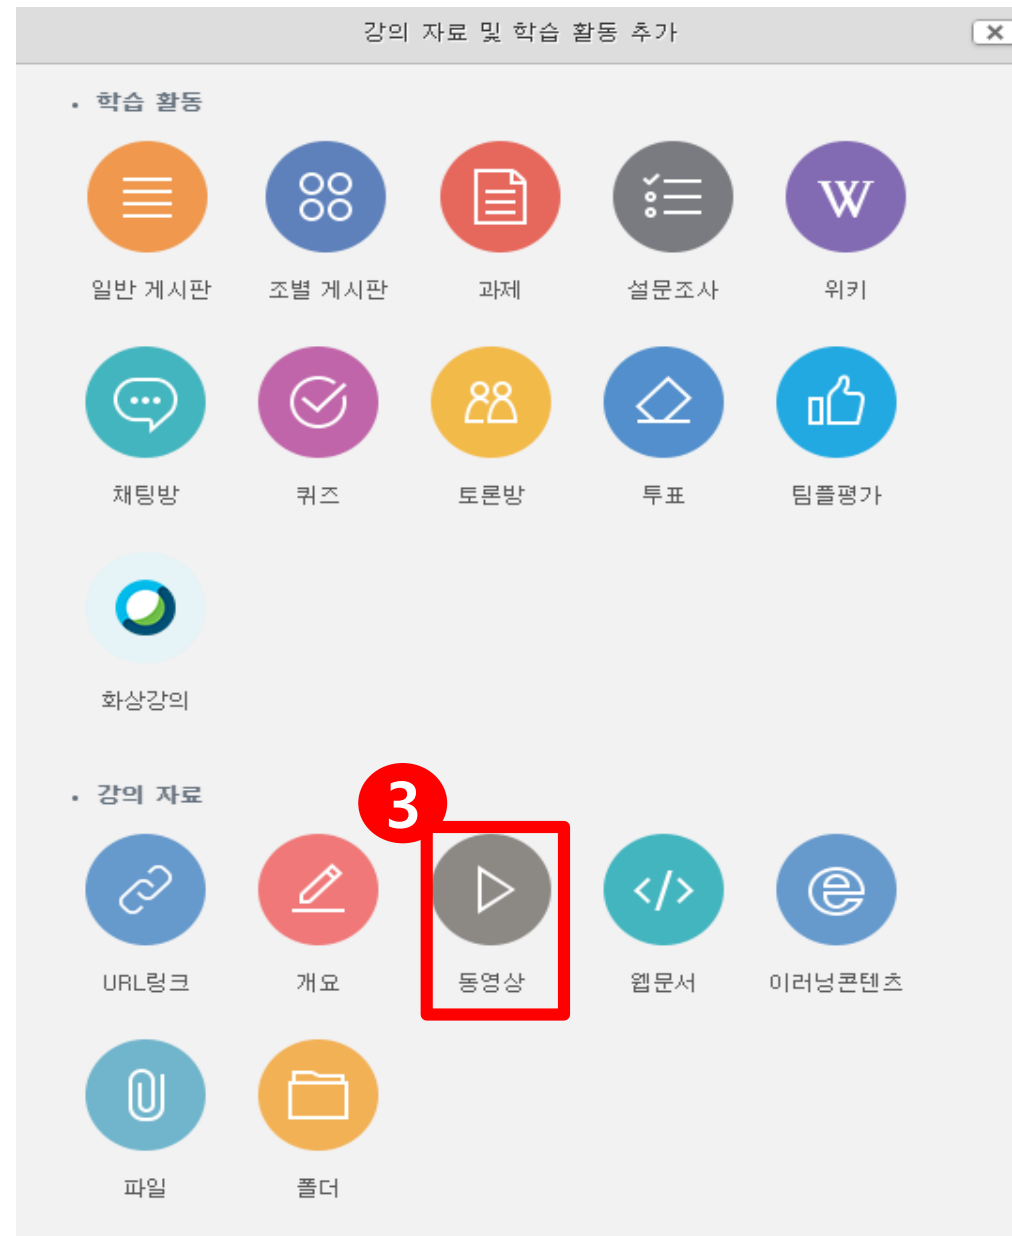 강의 자료 및 학습 활동 추가
• 학습 활동
W
일반 게시판 조별 게시판 과제 설문조사 위키
채팅방 퀴즈 토론방 투표 팀플평가
화상강의
• 강의 자료
3
</>
URL링크 개요 동영상 웹문서 이러닝콘텐츠
파일 폴더